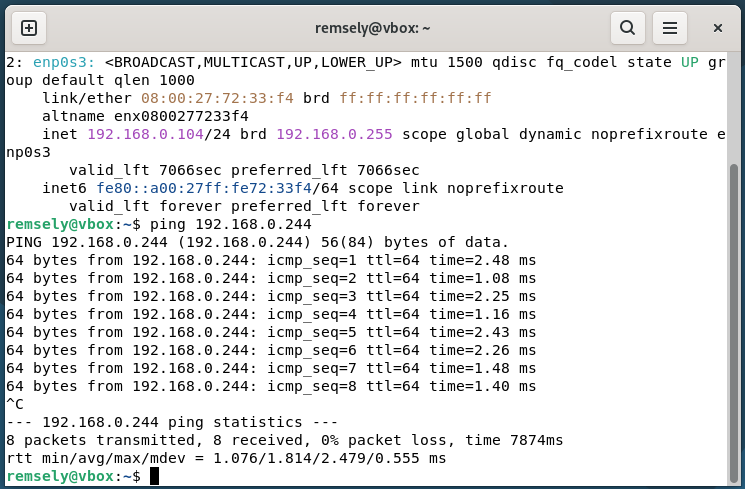 remsely@vbox: ~
2: enp0s3: <BROADCAST,MULTICAST,UP,LOWER_UP> mtu 1500 qdisc fq_codel state UP gr
oup default qlen 1000
    link/ether 08:00:27:72:33:f4 brd ff:ff:ff:ff:ff:ff
    altname enx0800277233f4
    inet 192.168.0.104/24 brd 192.168.0.255 scope global dynamic noprefixroute e
np0s3
       valid_lft 7066sec preferred_lft 7066sec
    inet6 fe80::a00:27ff:fe72:33f4/64 scope link noprefixroute
       valid_lft forever preferred_lft forever
remsely@vbox:~$ ping 192.168.0.244
PING 192.168.0.244 (192.168.0.244) 56(84) bytes of data.
64 bytes from 192.168.0.244: icmp_seq=1 ttl=64 time=2.48 ms
64 bytes from 192.168.0.244: icmp_seq=2 ttl=64 time=1.08 ms
64 bytes from 192.168.0.244: icmp_seq=3 ttl=64 time=2.25 ms
64 bytes from 192.168.0.244: icmp_seq=4 ttl=64 time=1.16 ms
64 bytes from 192.168.0.244: icmp_seq=5 ttl=64 time=2.43 ms
64 bytes from 192.168.0.244: icmp_seq=6 ttl=64 time=2.26 ms
64 bytes from 192.168.0.244: icmp_seq=7 ttl=64 time=1.48 ms
64 bytes from 192.168.0.244: icmp_seq=8 ttl=64 time=1.40 ms
^C
--- 192.168.0.244 ping statistics ---
8 packets transmitted, 8 received, 0% packet loss, time 7874ms
rtt min/avg/max/mdev = 1.076/1.814/2.479/0.555 ms
remsely@vbox:~$